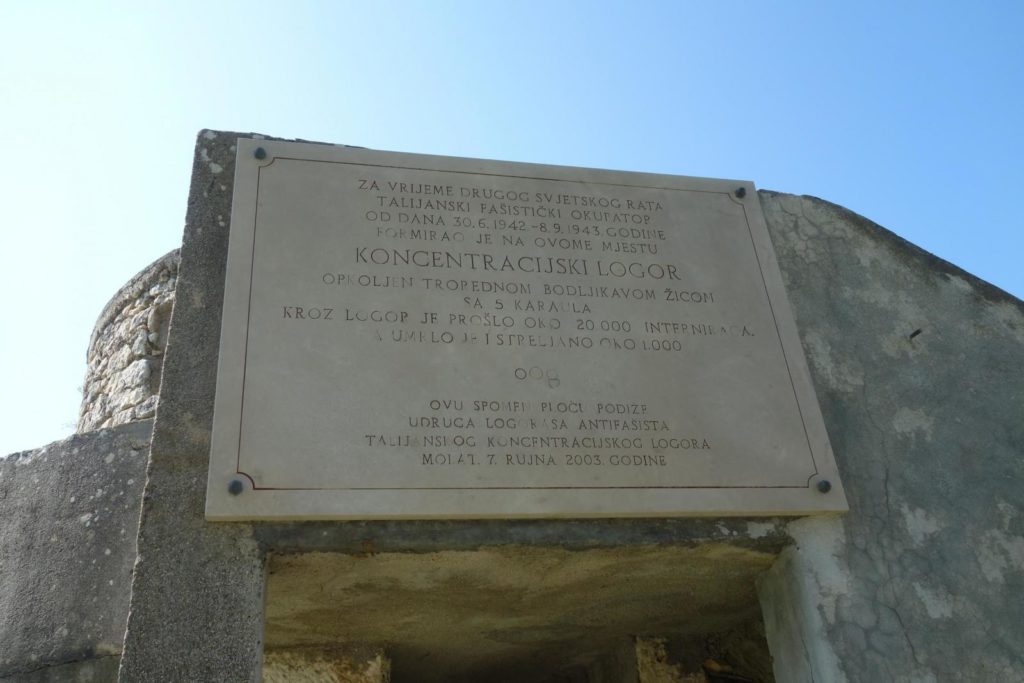 ZA VRIJEME DRUGOG SVJETSKOG RATA
TALIJANSKI FAŠISTIČKI OKUPATOR
OD DANA 30.6.1942.-8.9.1943. GODINE
FORMIRAO JE NA OVOME MJESTU
KONCENTRACIJSKI LOGOR
OPKOLJEN TROREDNOM BODLJIKAVOM ŽICOM
SA 5 KARAULA
KROZ LOGOR JE PROŠLO OKO 20.000 INTERNIRACA,
A UMRLO JE I STRELJANO OKO 1.000
OVU SPOMEN PLOČU PODIŽE
UDRUGA LOGORAŠA ANTIFAŠISTA
TALIJANSKOG KONCENTRACIJSKOG LOGORA
MOLAT, 7. RUJNA 2003. GODINE